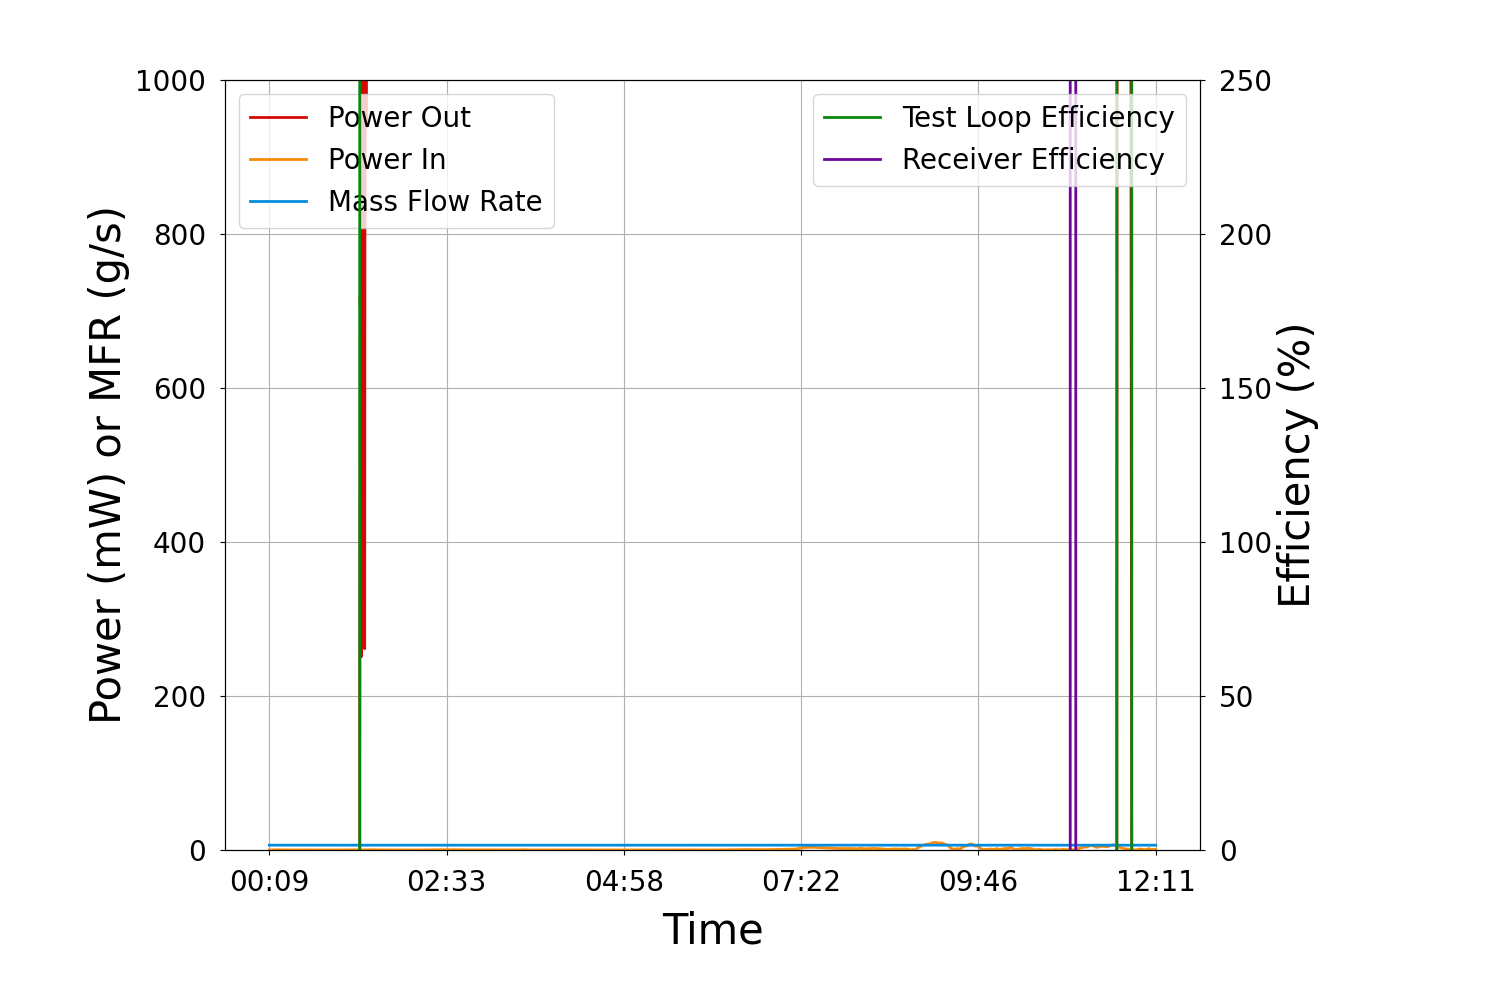 1000
800
600
400
200
0
Power (mW) or MFR (g/s)
Power Out
Power In
Mass Flow Rate
Test Loop Efficiency
Receiver Efficiency
250
200
150
100
50
0
Efficiency (%)
00:09 02:33 04:58 07:22 09:46 12:11
Time